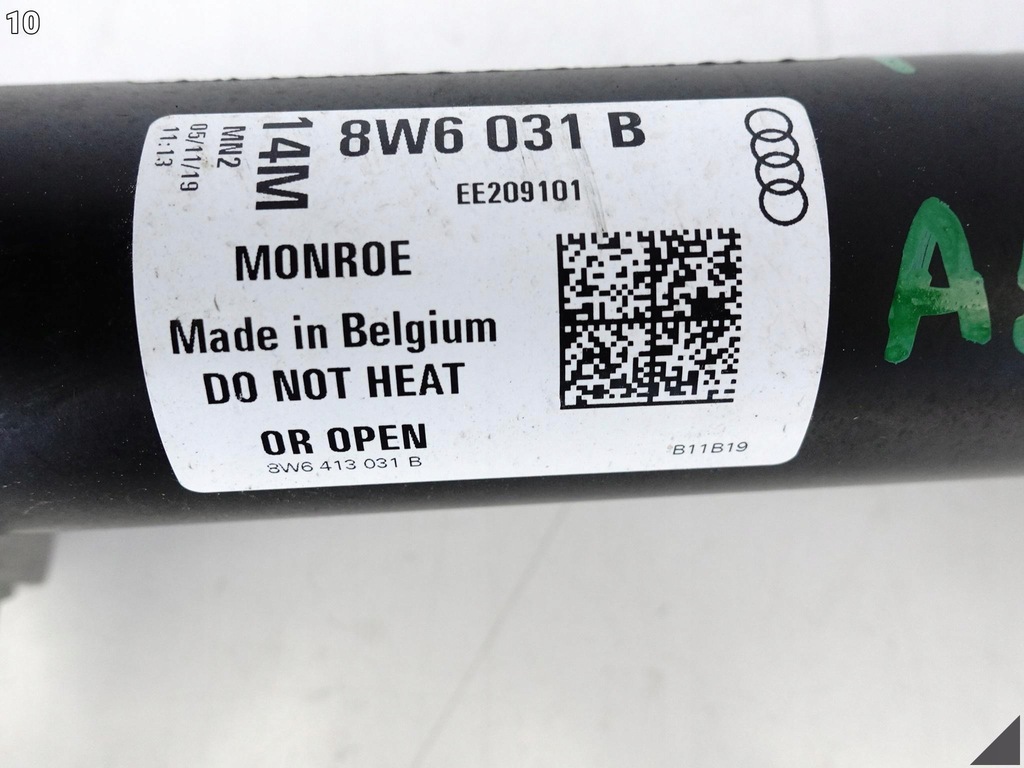 10
14M
MN2
05/11/19
11:13
8W6 031 B
EE209101
MONROE
Made in Belgium
DO NOT HEAT
OR OPEN
8W6 413 031 B
B11B19
A5